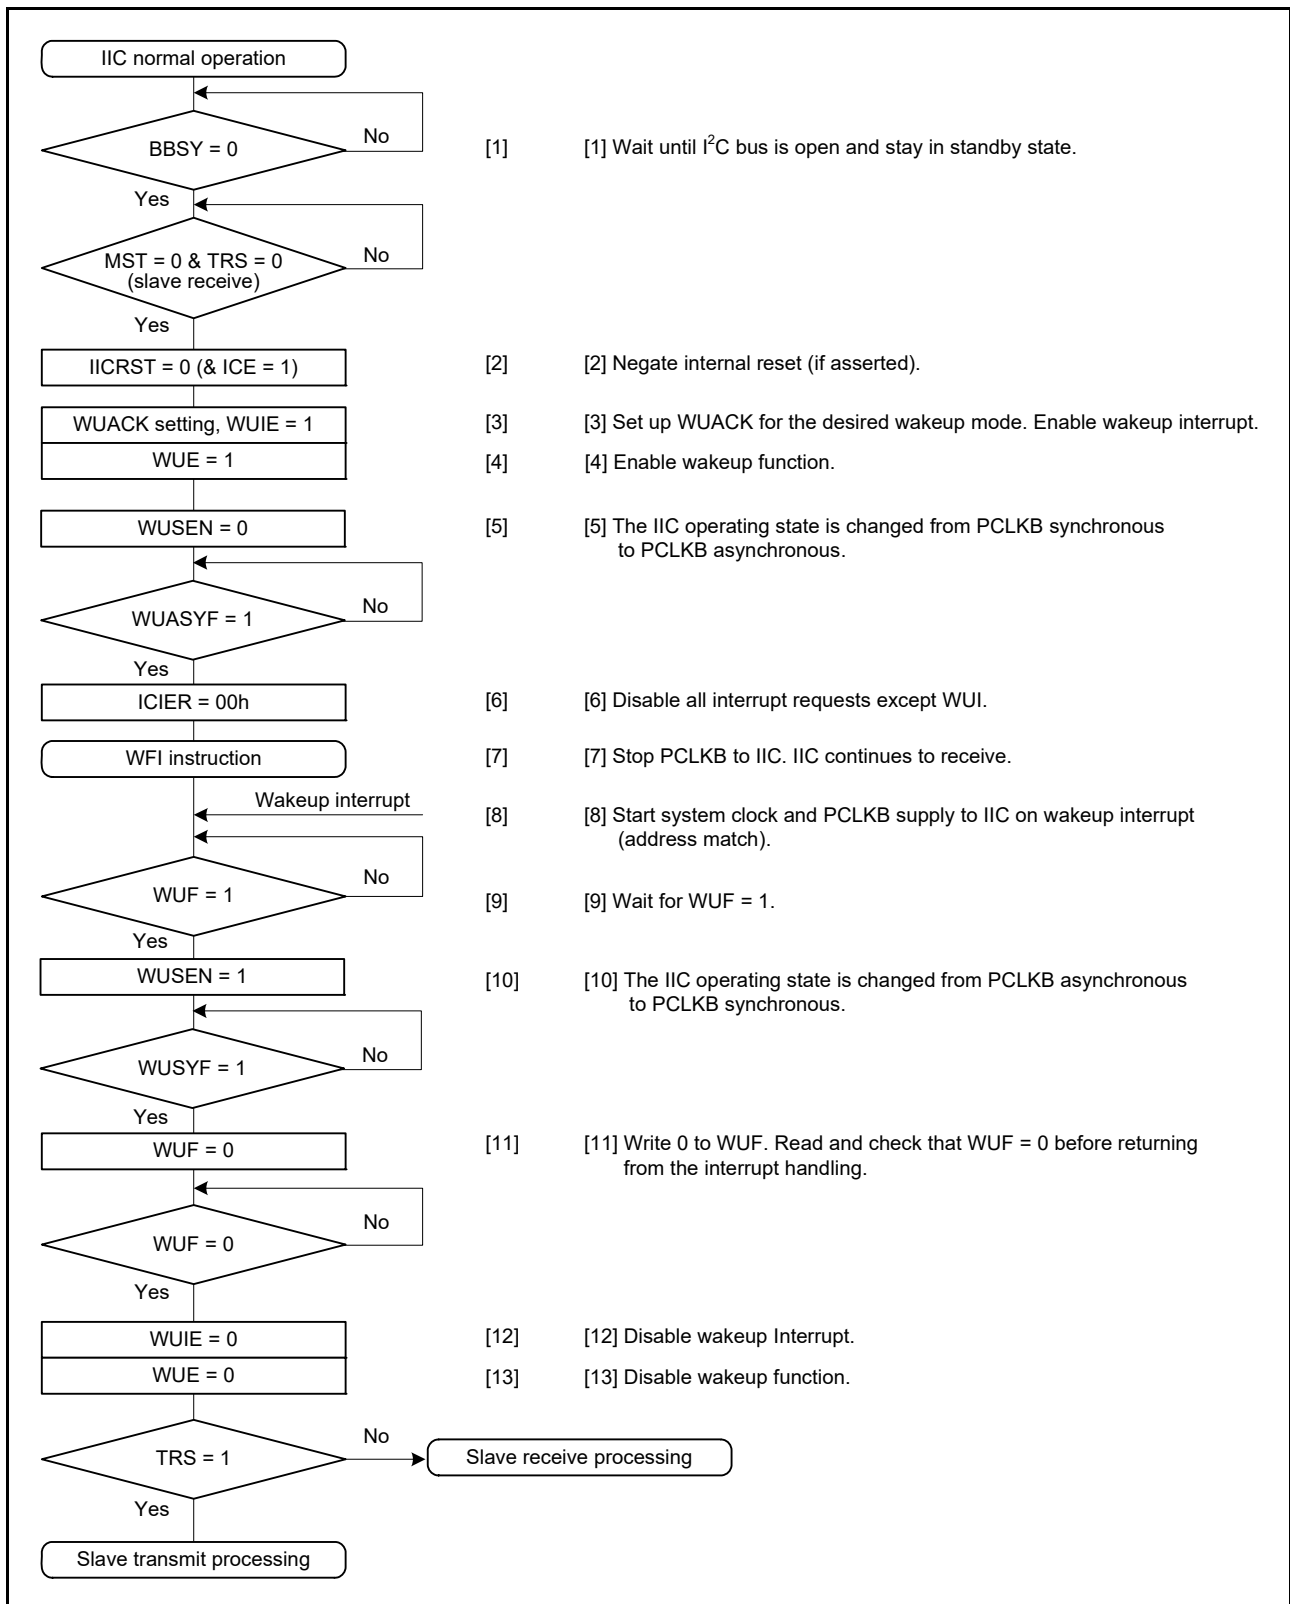 IIC normal operation
BBSY = 0
No
[1]
[1] Wait until I²C bus is open and stay in standby state.
Yes
MST = 0 & TRS = 0
(slave receive)
No
Yes
IICRST = 0 (& ICE = 1)
[2]
[2] Negate internal reset (if asserted).
WUACK setting, WUIE = 1
[3]
[3] Set up WUACK for the desired wakeup mode. Enable wakeup interrupt.
WUE = 1
[4]
[4] Enable wakeup function.
WUSEN = 0
[5]
[5] The IIC operating state is changed from PCLKB synchronous
to PCLKB asynchronous.
WUASYF = 1
No
Yes
ICIER = 00h
[6]
[6] Disable all interrupt requests except WUI.
WFI instruction
[7]
[7] Stop PCLKB to IIC. IIC continues to receive.
Wakeup interrupt
[8]
[8] Start system clock and PCLKB supply to IIC on wakeup interrupt
(address match).
WUF = 1
No
[9]
[9] Wait for WUF = 1.
Yes
WUSEN = 1
[10]
[10] The IIC operating state is changed from PCLKB asynchronous
to PCLKB synchronous.
WUSYF = 1
No
Yes
WUF = 0
[11]
[11] Write 0 to WUF. Read and check that WUF = 0 before returning
from the interrupt handling.
WUF = 0
No
Yes
WUIE = 0
[12]
[12] Disable wakeup Interrupt.
WUE = 0
[13]
[13] Disable wakeup function.
TRS = 1
No
Slave receive processing
Yes
Slave transmit processing